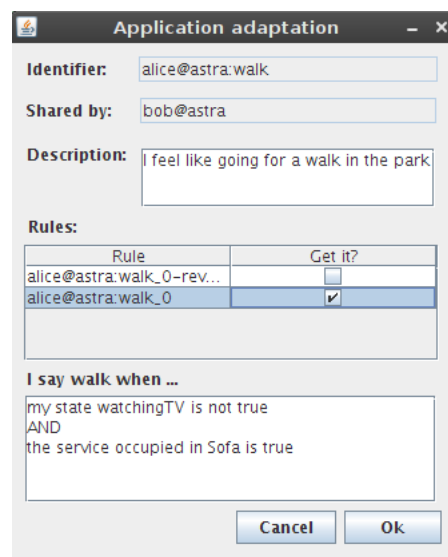 Application adaptation
Identifier: alice@astra:walk
Shared by: bob@astra
Description: I feel like going for a walk in the park
Rules:
Rule Get it?
alice@astra:walk_0-rev...
alice@astra:walk_0
I say walk when ...
my state watchingTV is not true
AND
the service occupied in Sofa is true
Cancel Ok